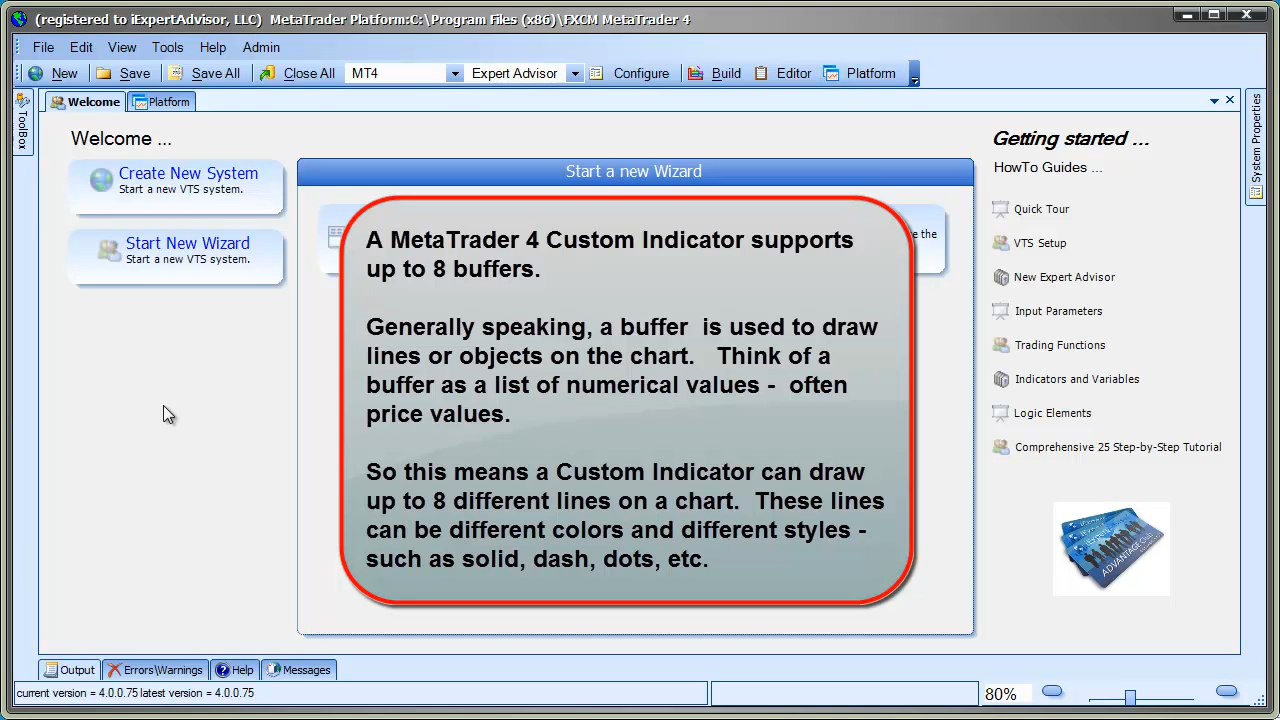 (registered to iExpertAdvisor, LLC)  MetaTrader Platform:C:\Program Files (x86)\FXCM MetaTrader 4
File Edit View Tools Help Admin
New Save Save All Close All MT4 Expert Advisor Configure Build Editor Platform
ToolBox
Welcome Platform
System Properties
Welcome ...
Create New System
Start a new VTS system.
Start New Wizard
Start a new VTS system.
Start a new Wizard
e the
A MetaTrader 4 Custom Indicator supports
up to 8 buffers.
Generally speaking, a buffer  is used to draw
lines or objects on the chart.   Think of a
buffer as a list of numerical values -  often
price values.
So this means a Custom Indicator can draw
up to 8 different lines on a chart.  These lines
can be different colors and different styles -
such as solid, dash, dots, etc.
Getting started ...
HowTo Guides ...
Quick Tour
VTS Setup
New Expert Advisor
Input Parameters
Trading Functions
Indicators and Variables
Logic Elements
Comprehensive 25 Step-by-Step Tutorial
ADVANTAGE
Output Errors\Warnings Help Messages
current version = 4.0.0.75 latest version = 4.0.0.75
80%